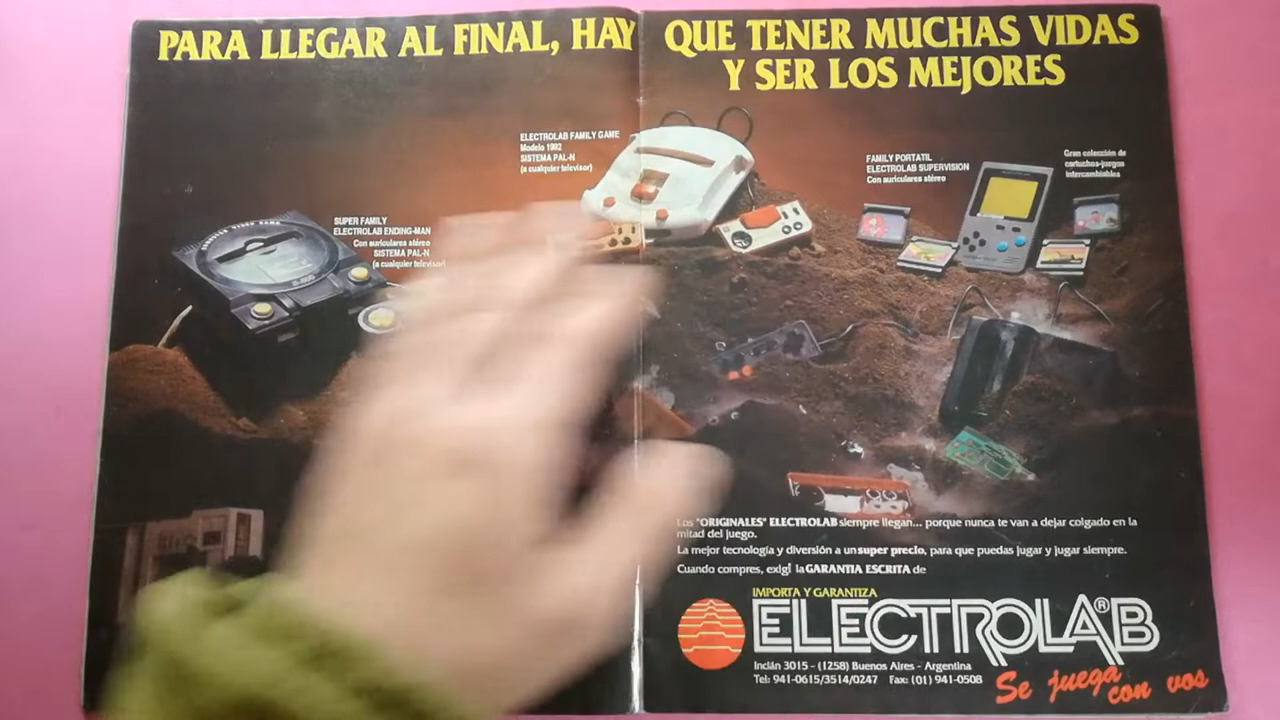 PARA LLEGAR AL FINAL, HAY QUE TENER MUCHAS VIDAS
Y SER LOS MEJORES
ELECTROLAB FAMILY GAME
Modelo 1992
SISTEMA PAL-N
(a cualquier televisor)
FAMILY PORTATIL
ELECTROLAB SUPERVISION
Con auriculares stéreo
Gran colección de
cartuchos-juegos
intercambiables
SUPER FAMILY
ELECTROLAB ENDING-MAN
Con auriculares stéreo
SISTEMA PAL-N
(a cualquier televisor)
Los "ORIGINALES" ELECTROLAB siempre llegan... porque nunca te van a dejar colgado en la
mitad del juego.
La mejor tecnología y diversión a un super precio, para que puedas jugar y jugar siempre.
Cuando compres, exigí la GARANTIA ESCRITA de
IMPORTA Y GARANTIZA
ELECTROLAB®
Inclán 3015 - (1258) Buenos Aires - Argentina
Tel: 941-0615/3514/0247 Fax: (01) 941-0508
Se juega
con vos